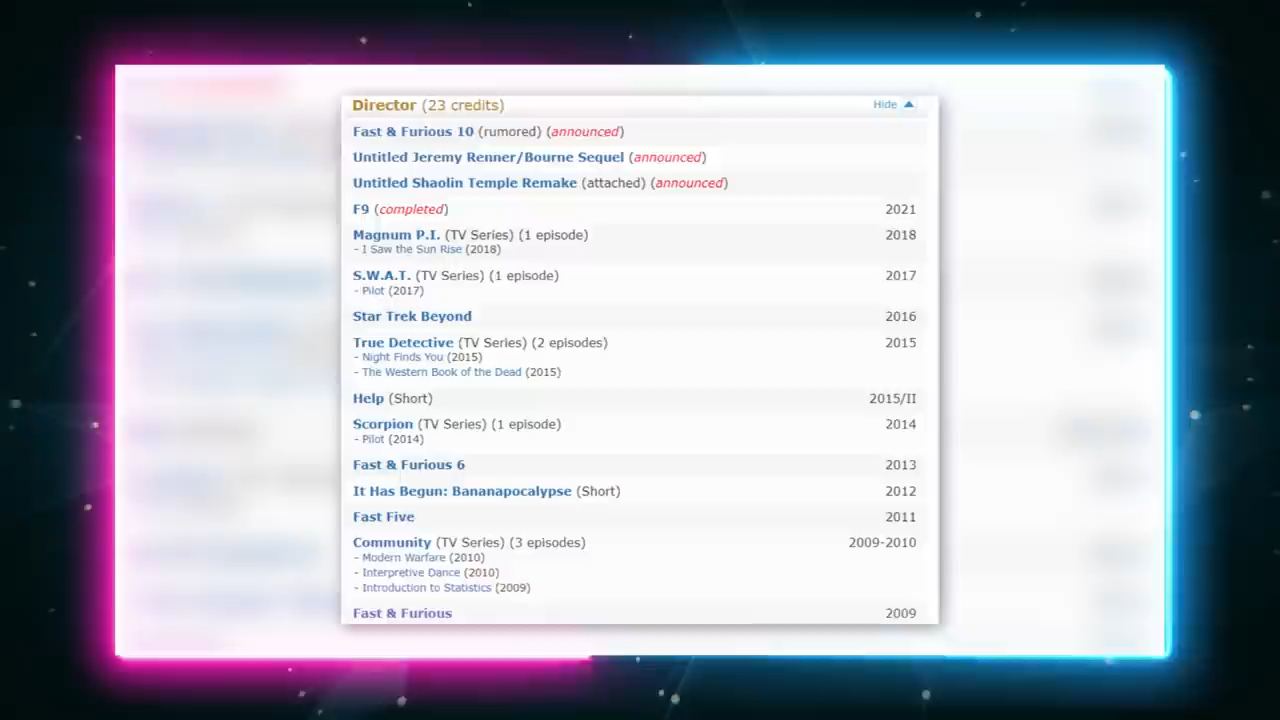 Director (23 credits) Hide
Fast & Furious 10 (rumored) (announced)
Untitled Jeremy Renner/Bourne Sequel (announced)
Untitled Shaolin Temple Remake (attached) (announced)
F9 (completed) 2021
Magnum P.I. (TV Series) (1 episode) 2018
- I Saw the Sun Rise (2018)
S.W.A.T. (TV Series) (1 episode) 2017
- Pilot (2017)
Star Trek Beyond 2016
True Detective (TV Series) (2 episodes) 2015
- Night Finds You (2015)
- The Western Book of the Dead (2015)
Help (Short) 2015/II
Scorpion (TV Series) (1 episode) 2014
- Pilot (2014)
Fast & Furious 6 2013
It Has Begun: Bananapocalypse (Short) 2012
Fast Five 2011
Community (TV Series) (3 episodes) 2009-2010
- Modern Warfare (2010)
- Interpretive Dance (2010)
- Introduction to Statistics (2009)
Fast & Furious 2009